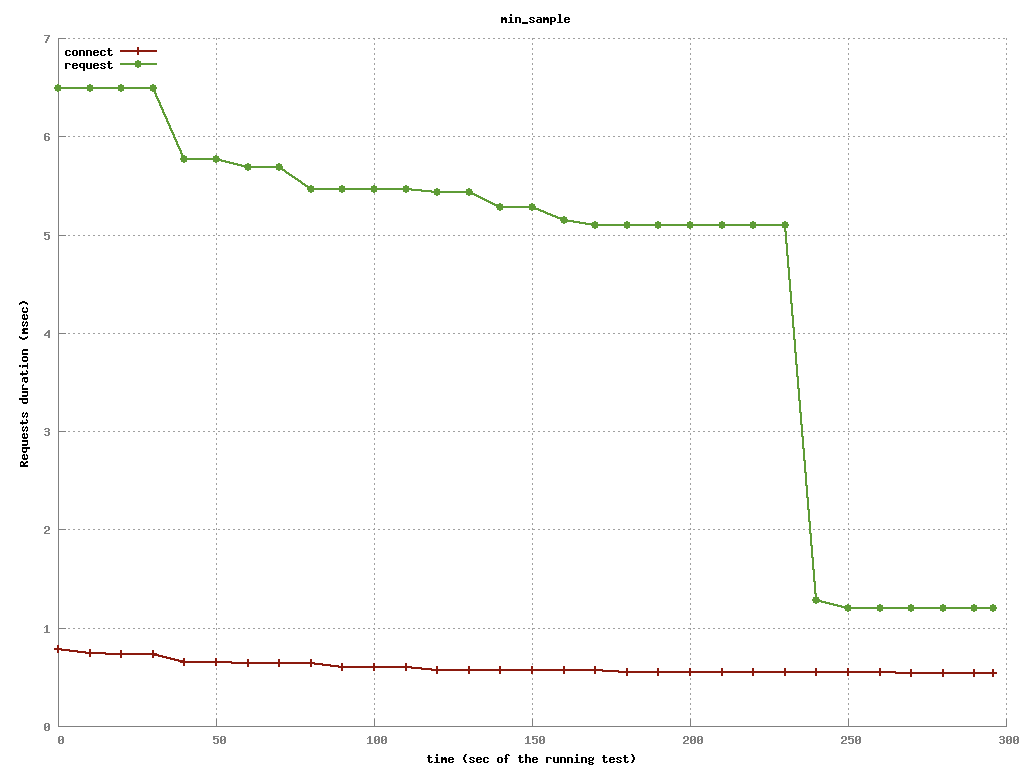 min_sample
7
connect
request
6
5
4
3
2
1
0
Requests duration (msec)
0 50 100 150 200 250 300
time (sec of the running test)